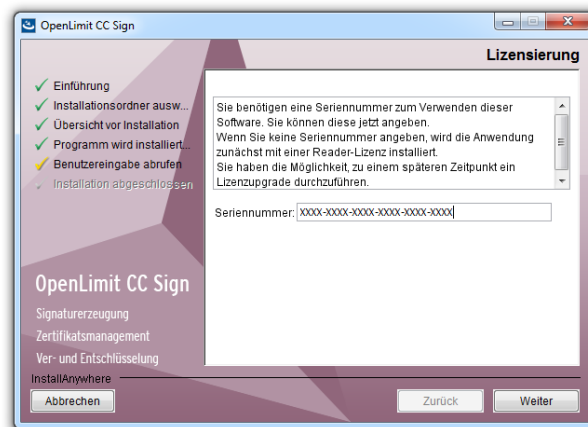 OpenLimit CC Sign
Lizensierung
Einführung
Installationsordner ausw...
Übersicht vor Installation
Programm wird installiert...
Benutzereingabe abrufen
Installation abgeschlossen
Sie benötigen eine Seriennummer zum Verwenden dieser
Software. Sie können diese jetzt angeben.
Wenn Sie keine Seriennummer angeben, wird die Anwendung
zunächst mit einer Reader-Lizenz installiert.
Sie haben die Möglichkeit, zu einem späteren Zeitpunkt ein
Lizenzupgrade durchzuführen.
Seriennummer: XXXX-XXXX-XXXX-XXXX-XXXX-XXXX
OpenLimit CC Sign
Signaturerzeugung
Zertifikatsmanagement
Ver- und Entschlüsselung
InstallAnywhere
Abbrechen
Zurück
Weiter